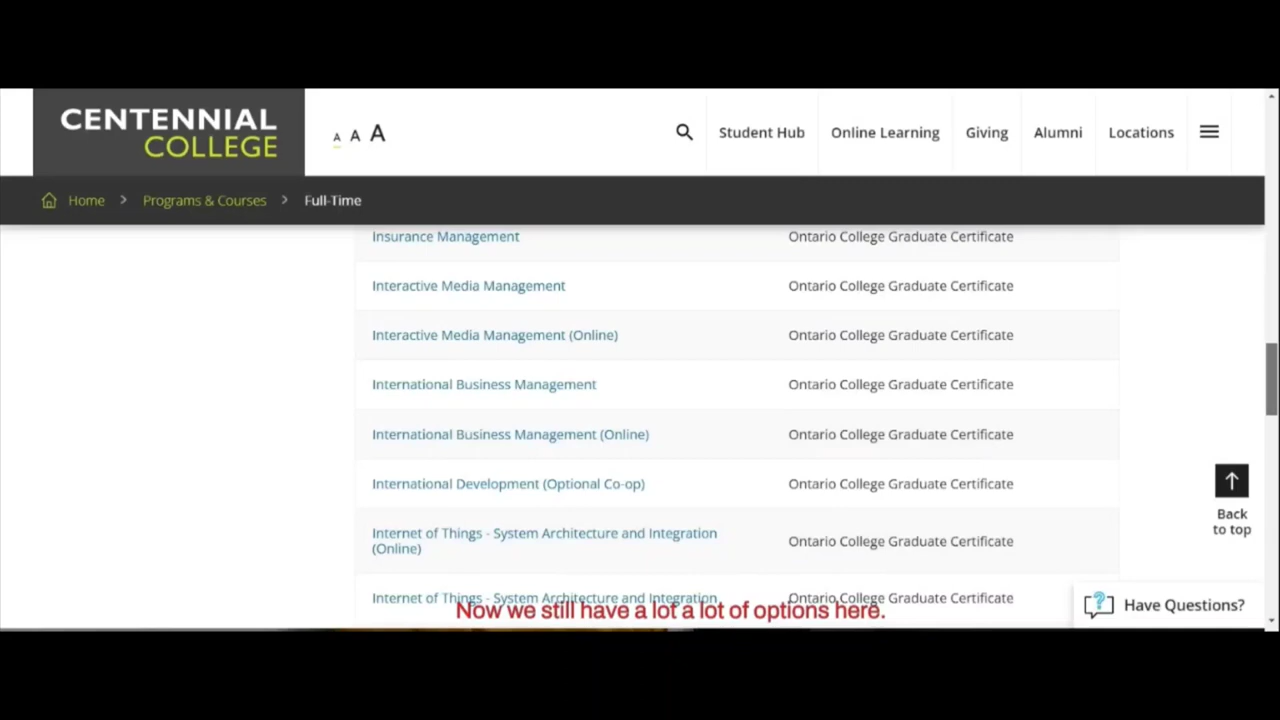 CENTENNIAL
COLLEGE
A A A
Student Hub
Online Learning
Giving
Alumni
Locations
Home > Programs & Courses > Full-Time
Insurance Management Ontario College Graduate Certificate
Interactive Media Management Ontario College Graduate Certificate
Interactive Media Management (Online) Ontario College Graduate Certificate
International Business Management Ontario College Graduate Certificate
International Business Management (Online) Ontario College Graduate Certificate
International Development (Optional Co-op) Ontario College Graduate Certificate
Internet of Things - System Architecture and Integration
(Online) Ontario College Graduate Certificate
Internet of Things - System Architecture and Integration Ontario College Graduate Certificate
Now we still have a lot a lot of options here.
Back
to top
Have Questions?